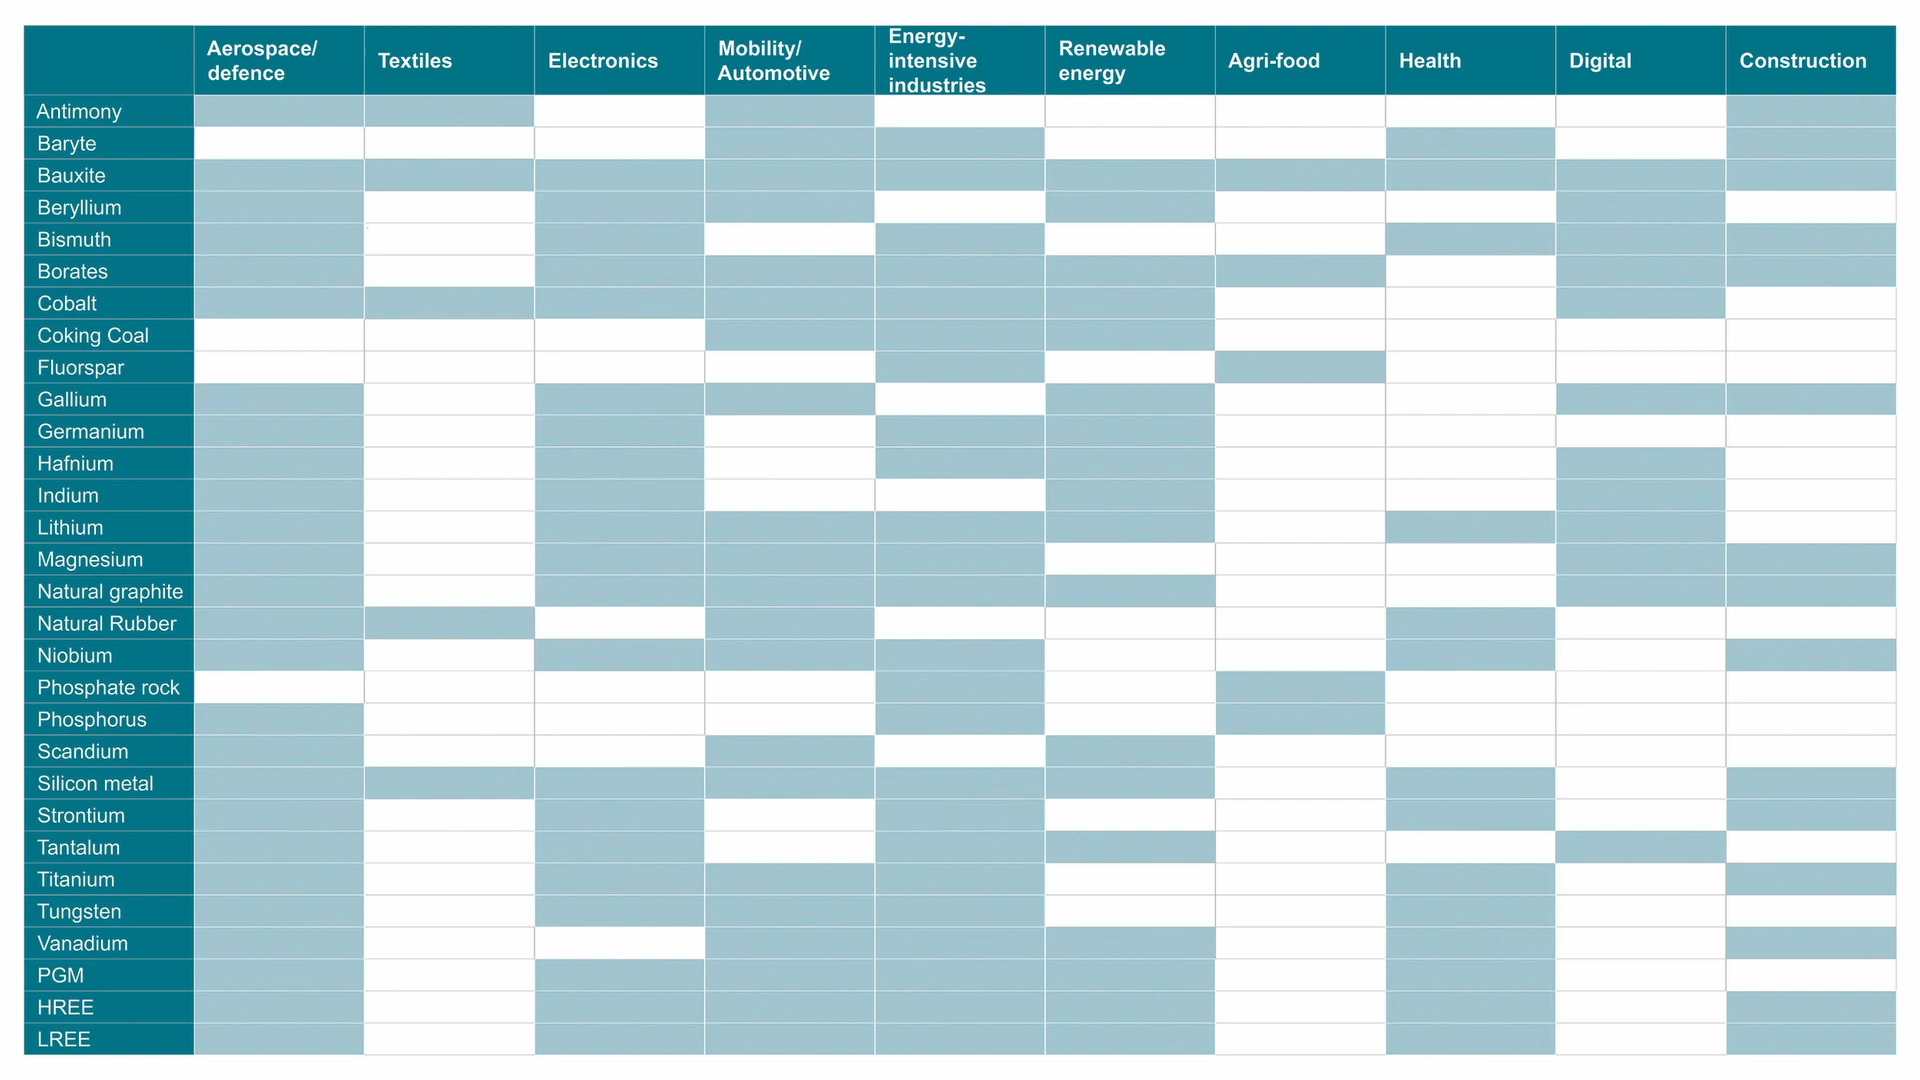 Aerospace/
defence
Textiles
Electronics
Mobility/
Automotive
Energy-
intensive
industries
Renewable
energy
Agri-food
Health
Digital
Construction
Antimony
Baryte
Bauxite
Beryllium
Bismuth
Borates
Cobalt
Coking Coal
Fluorspar
Gallium
Germanium
Hafnium
Indium
Lithium
Magnesium
Natural graphite
Natural Rubber
Niobium
Phosphate rock
Phosphorus
Scandium
Silicon metal
Strontium
Tantalum
Titanium
Tungsten
Vanadium
PGM
HREE
LREE